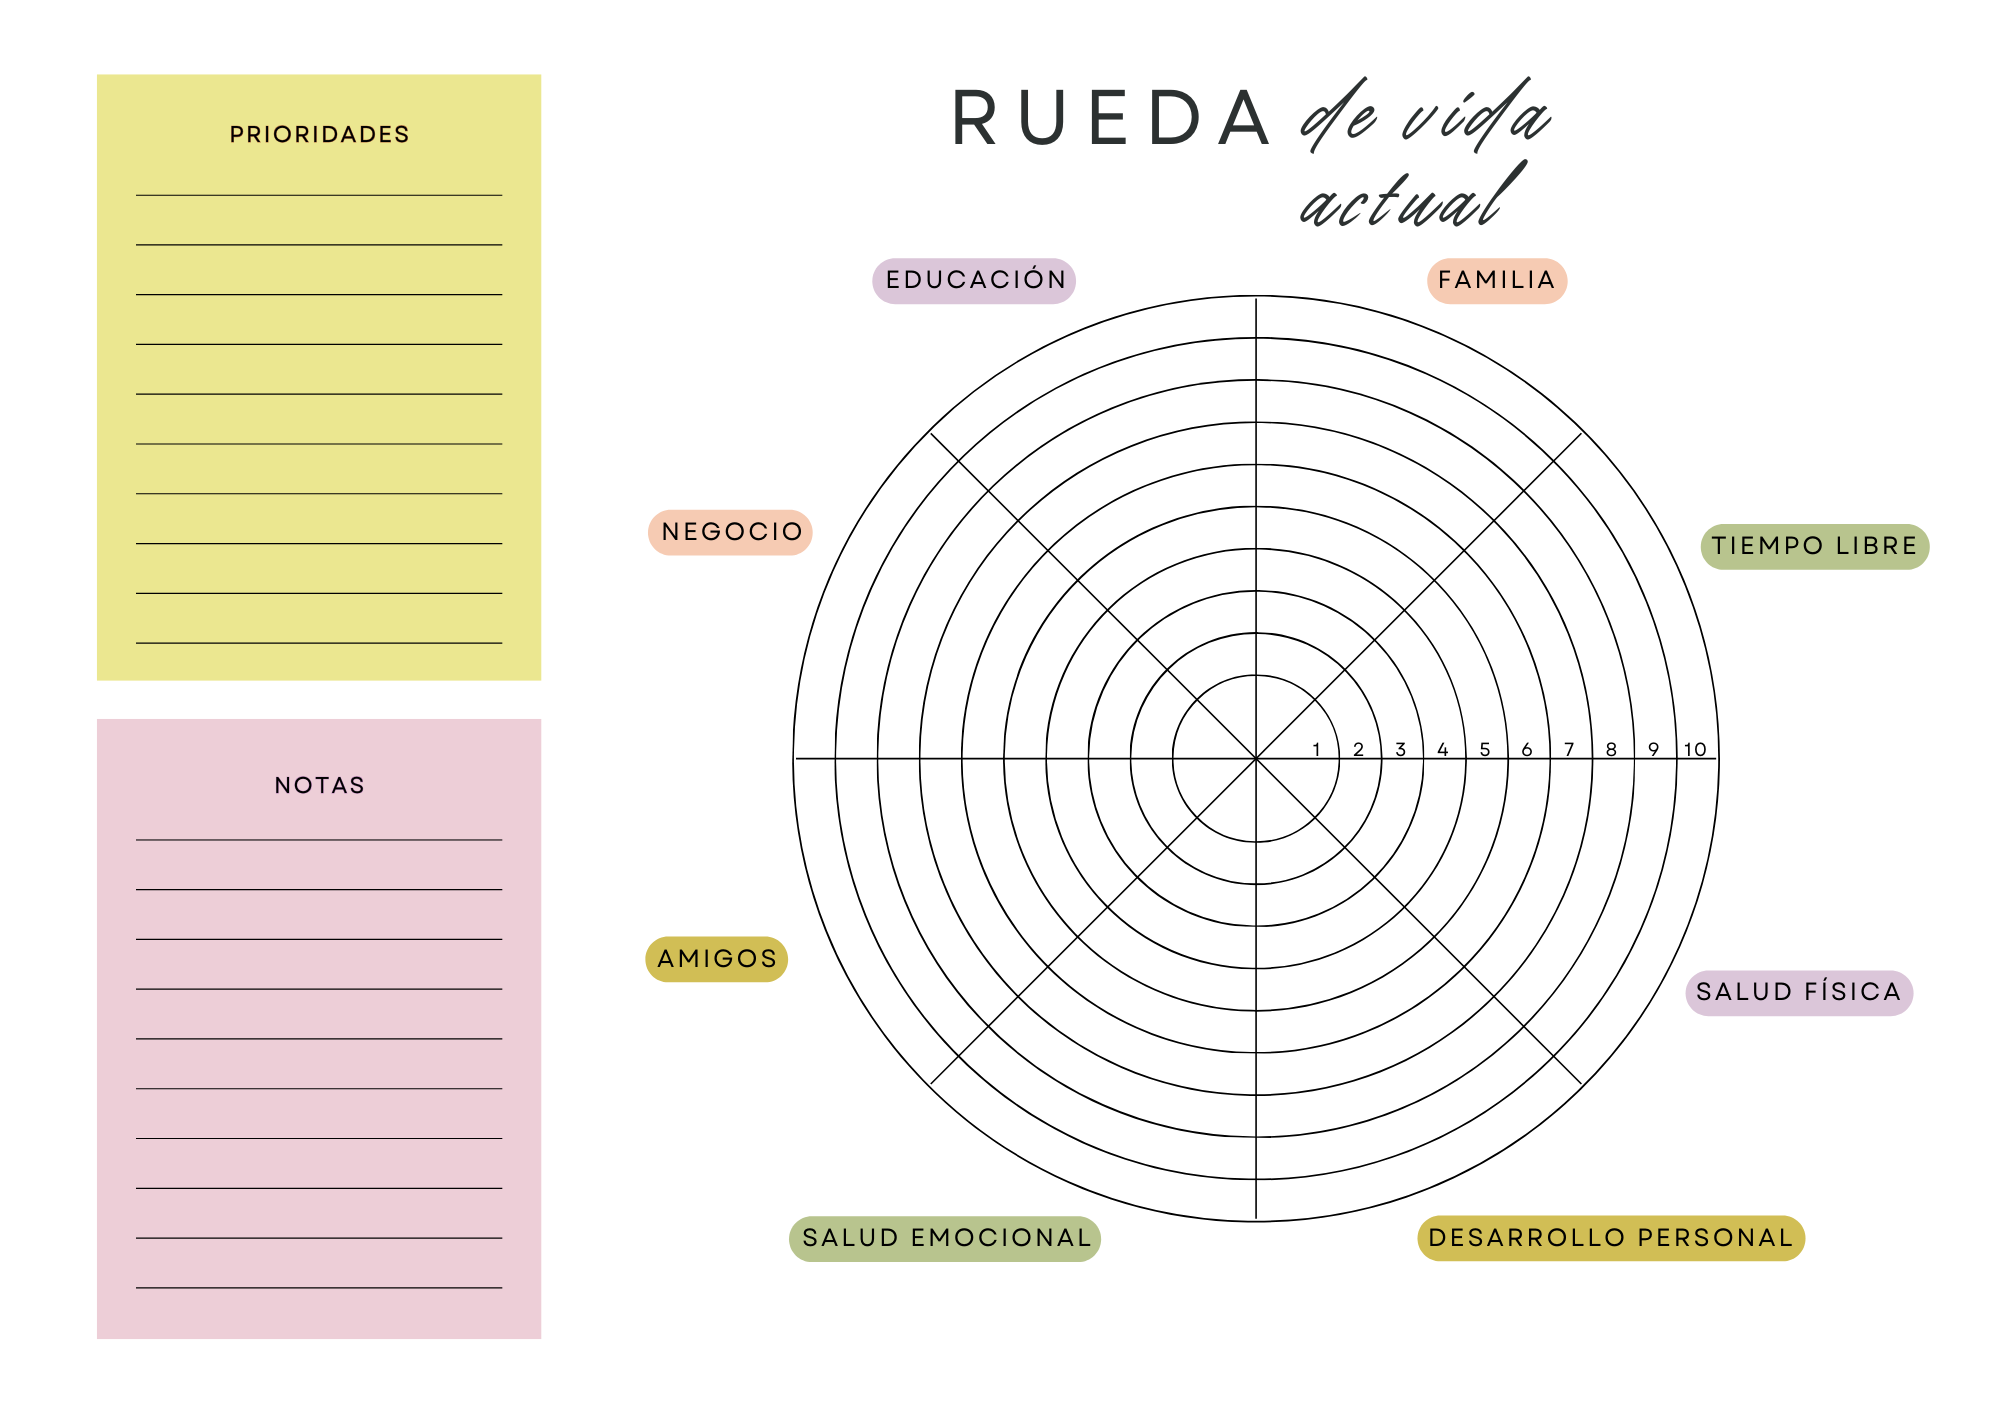 PRIORIDADES
NOTAS
RUEDA de vida
actual
EDUCACIÓN
FAMILIA
NEGOCIO
TIEMPO LIBRE
1 2 3 4 5 6 7 8 9 10
AMIGOS
SALUD FÍSICA
SALUD EMOCIONAL
DESARROLLO PERSONAL